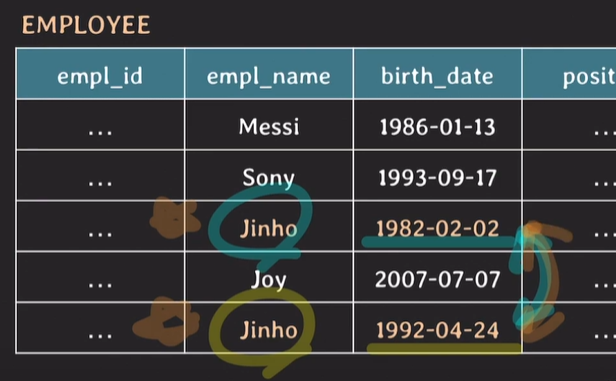 EMPLOYEE
empl_id empl_name birth_date posit
... Messi 1986-01-13 ...
... Sony 1993-09-17 ...
... Jinho 1982-02-02 ...
... Joy 2007-07-07 ...
... Jinho 1992-04-24 ...